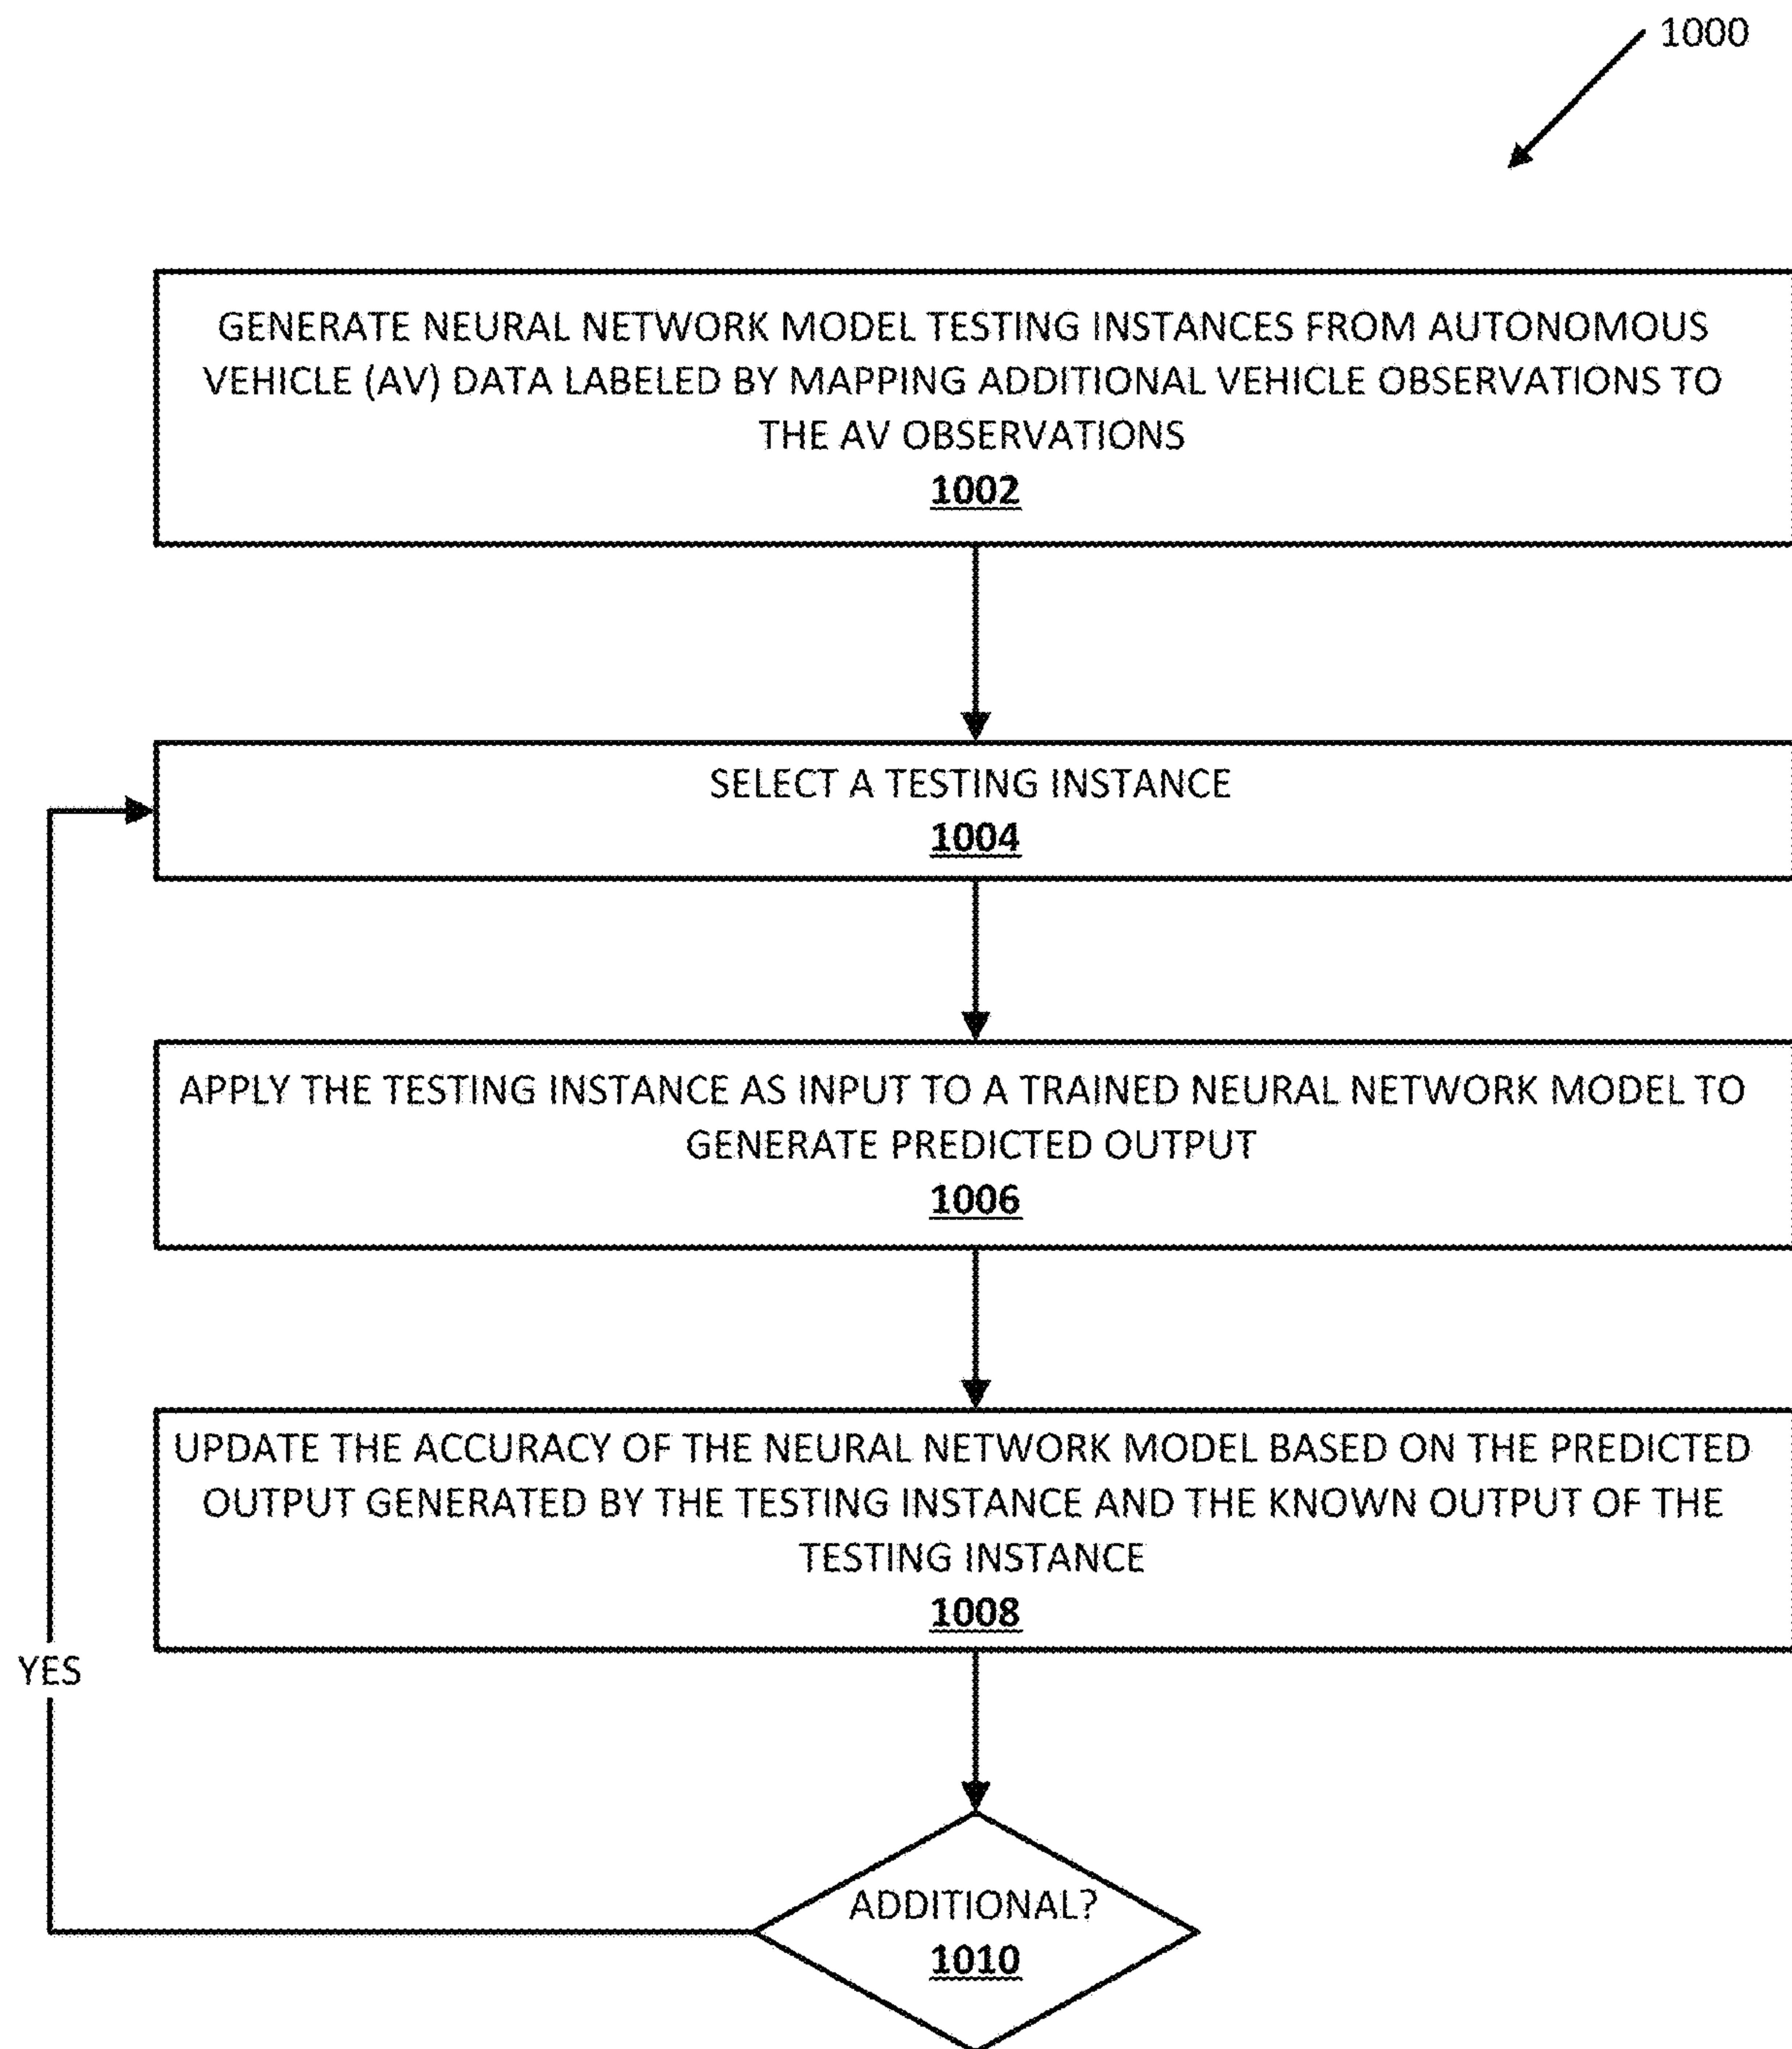 1000
GENERATE NEURAL NETWORK MODEL TESTING INSTANCES FROM AUTONOMOUS
VEHICLE (AV) DATA LABELED BY MAPPING ADDITIONAL VEHICLE OBSERVATIONS TO
THE AV OBSERVATIONS
1002
SELECT A TESTING INSTANCE
1004
APPLY THE TESTING INSTANCE AS INPUT TO A TRAINED NEURAL NETWORK MODEL TO
GENERATE PREDICTED OUTPUT
1006
UPDATE THE ACCURACY OF THE NEURAL NETWORK MODEL BASED ON THE PREDICTED
OUTPUT GENERATED BY THE TESTING INSTANCE AND THE KNOWN OUTPUT OF THE
TESTING INSTANCE
1008
YES
ADDITIONAL?
1010